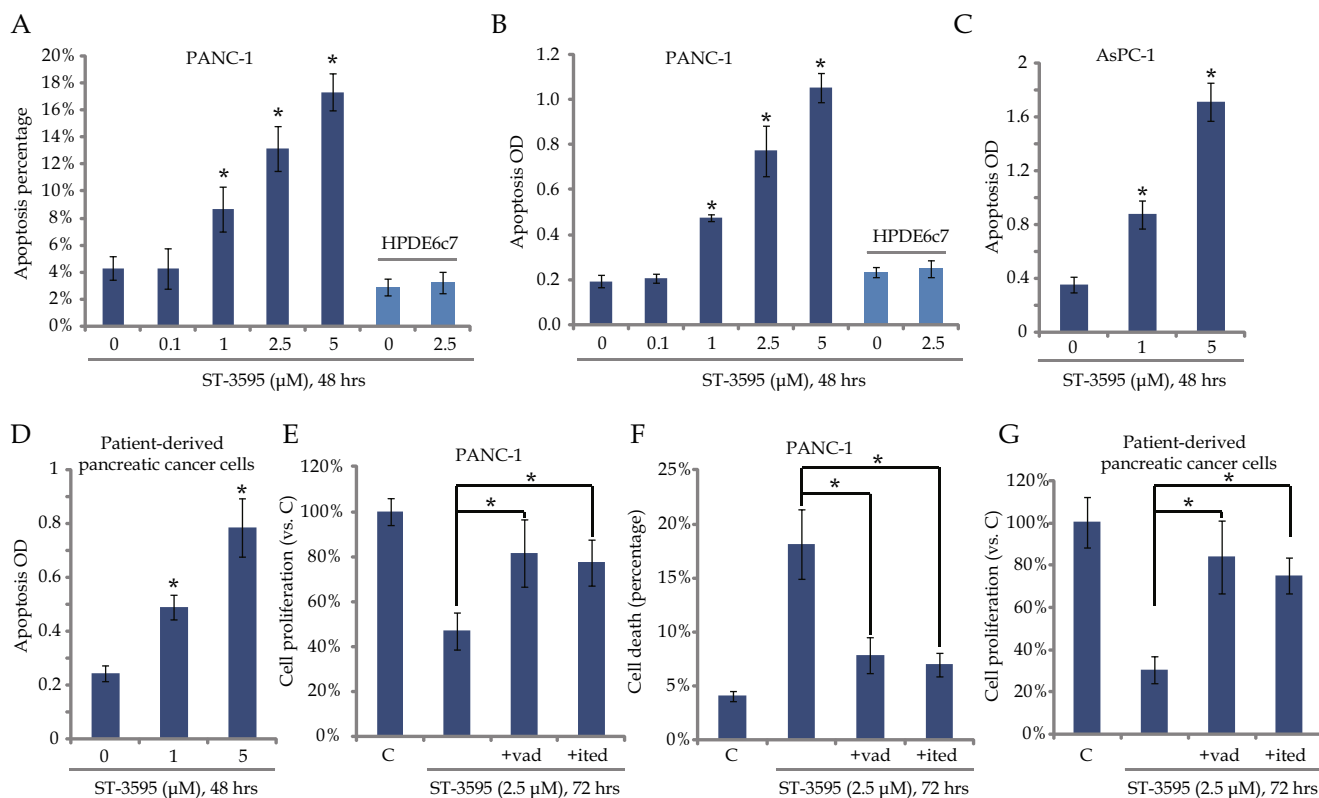 A
PANC-1
Apoptosis percentage
20%
18%
16%
14%
12%
10%
8%
6%
4%
2%
0%
*
*
*
HPDE6c7
0 0.1 1 2.5 5 0 2.5
ST-3595 (µM), 48 hrs
B
PANC-1
Apoptosis OD
1.2
1.0
0.8
0.6
0.4
0.2
0.0
*
*
*
HPDE6c7
0 0.1 1 2.5 5 0 2.5
ST-3595 (µM), 48 hrs
C
AsPC-1
Apoptosis OD
2
1.6
1.2
0.8
0.4
0
*
*
0 1 5
ST-3595 (µM), 48 hrs
D
Patient-derived
pancreatic cancer cells
Apoptosis OD
1
0.8
0.6
0.4
0.2
0
*
*
0 1 5
ST-3595 (µM), 48 hrs
E
PANC-1
Cell proliferation (vs. C)
120%
100%
80%
60%
40%
20%
0%
*
*
C +vad +ited
ST-3595 (2.5 µM), 72 hrs
F
PANC-1
Cell death (percentage)
25%
20%
15%
10%
5%
0%
*
*
C +vad +ited
ST-3595 (2.5 µM), 72 hrs
G
Patient-derived
pancreatic cancer cells
Cell proliferation (vs. C)
120%
100%
80%
60%
40%
20%
0%
*
*
C +vad +ited
ST-3595 (2.5 µM), 72 hrs